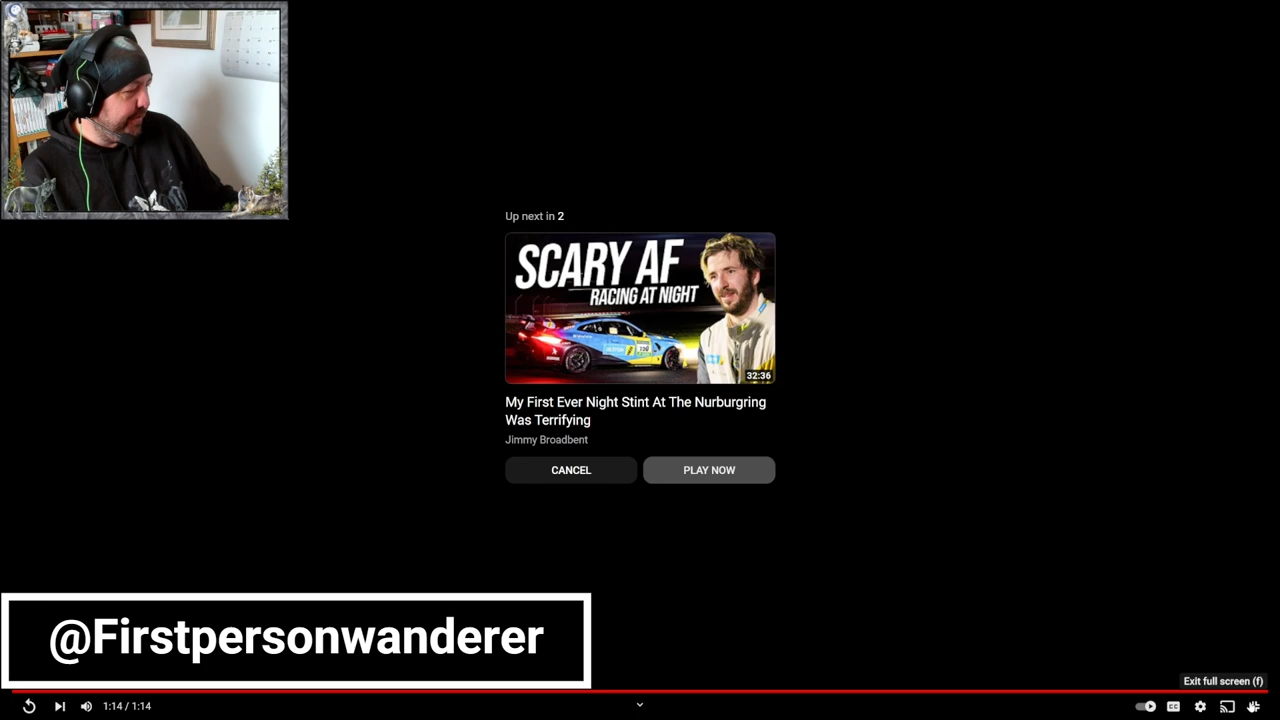 Up next in 2
SCARY AF
RACING AT NIGHT
32:36
My First Ever Night Stint At The Nurburgring
Was Terrifying
Jimmy Broadbent
CANCEL
PLAY NOW
@Firstpersonwanderer
Exit full screen (f)
1:14 / 1:14
CC